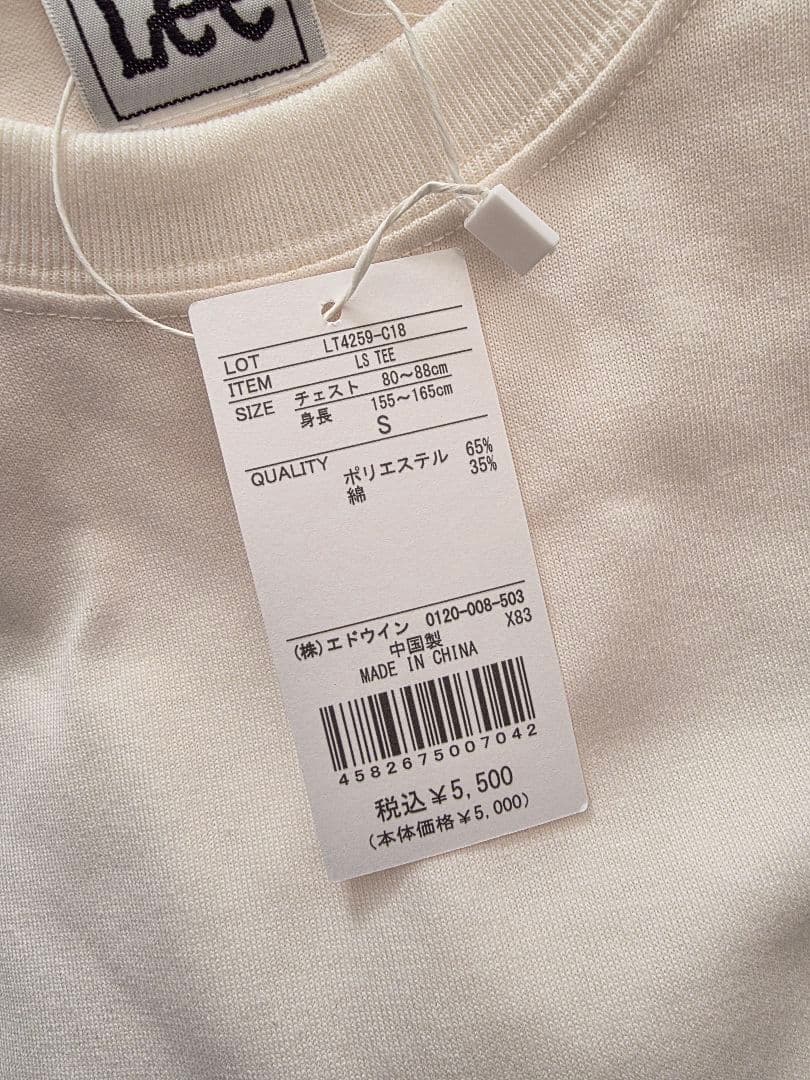 Lee
LOT LT4259-C18
ITEM LS TEE
SIZE チェスト 80～88cm
身長 155～165cm
S
QUALITY ポリエステル 65%
綿 35%
(株)エドウイン 0120-008-503
中国製 X83
MADE IN CHINA
4582675007042
税込¥5,500
(本体価格¥5,000)